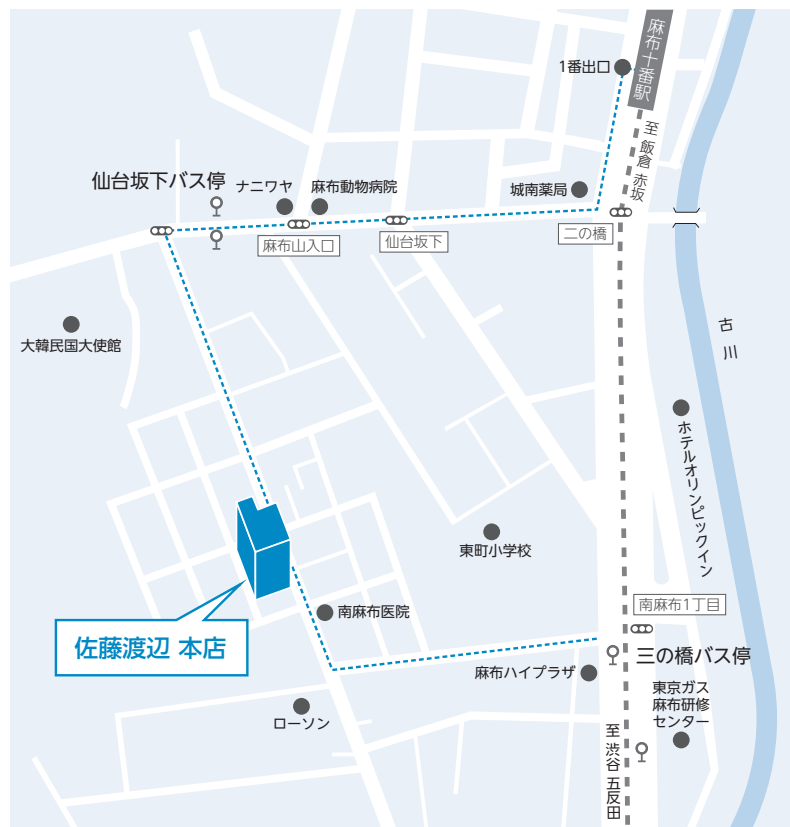 麻布十番駅
1番出口
至 飯倉 赤坂
仙台坂下バス停
ナニワヤ
麻布動物病院
城南薬局
麻布山入口
仙台坂下
二の橋
大韓民国大使館
古川
ホテルオリンピックイン
東町小学校
南麻布1丁目
南麻布医院
佐藤渡辺 本店
三の橋バス停
麻布ハイプラザ
東京ガス
麻布研修
センター
ローソン
至 渋谷 五反田